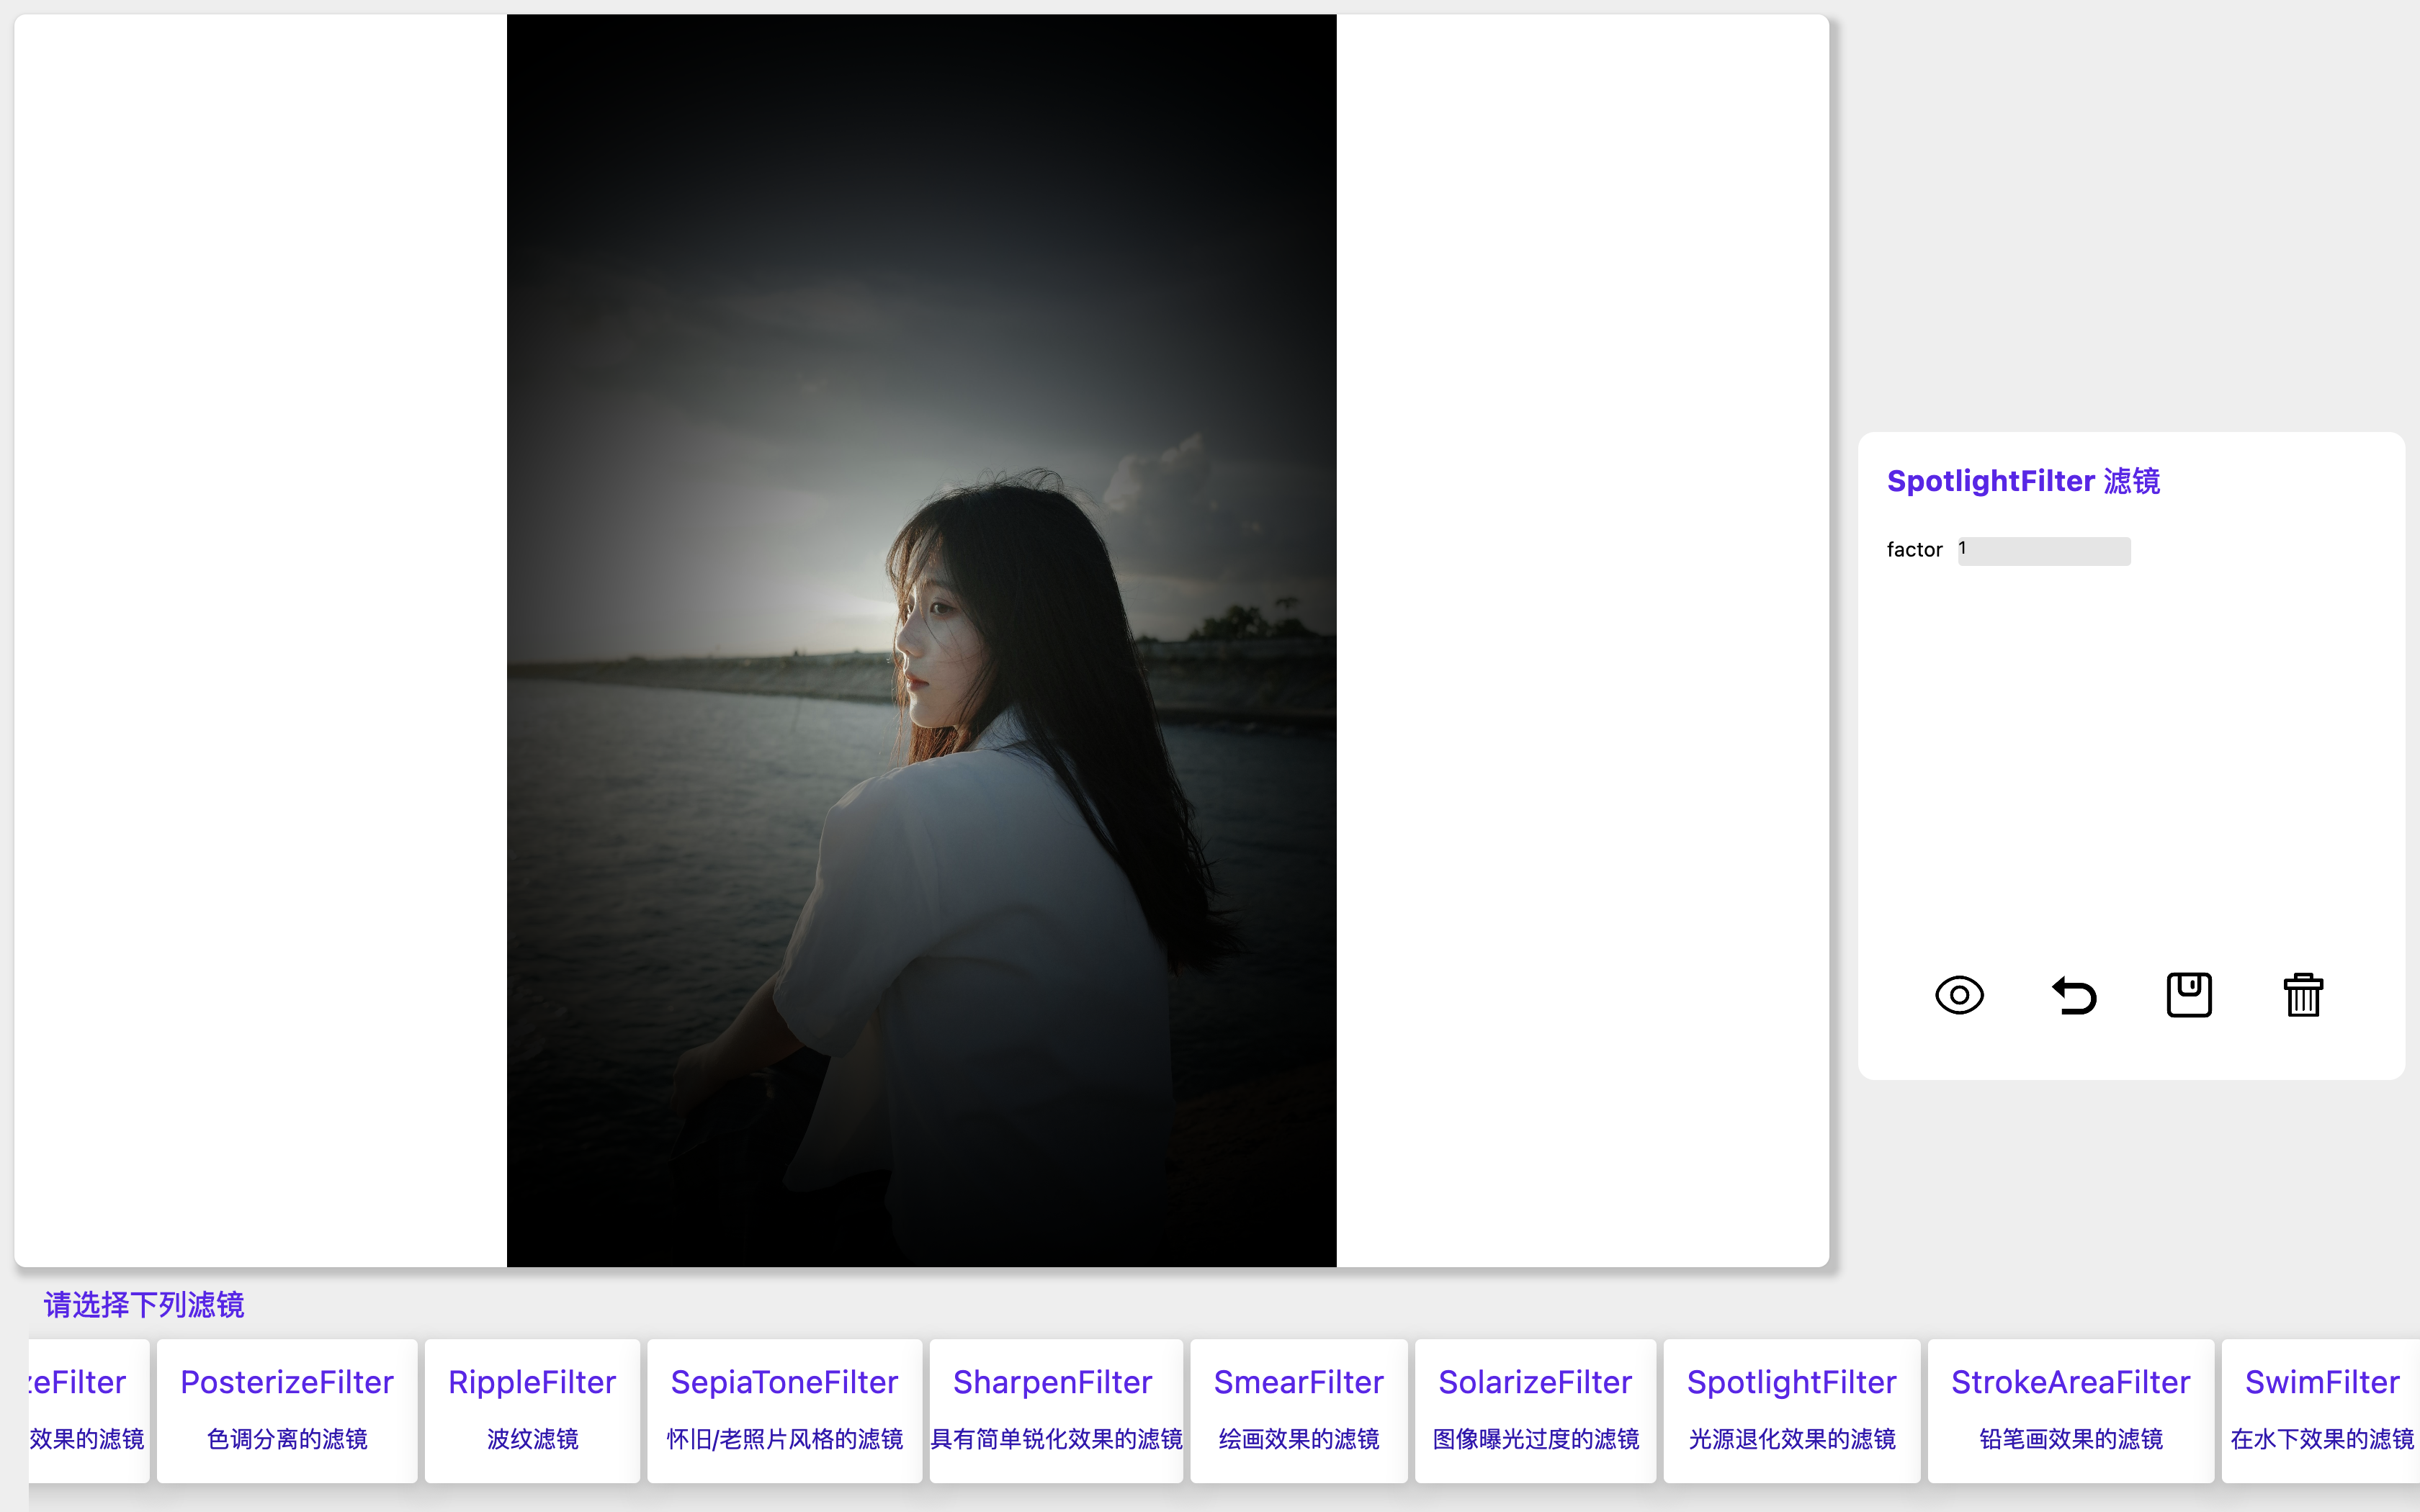 SpotlightFilter 滤镜
factor 1
请选择下列滤镜
zeFilter
效果的滤镜
PosterizeFilter
色调分离的滤镜
RippleFilter
波纹滤镜
SepiaToneFilter
怀旧/老照片风格的滤镜
SharpenFilter
具有简单锐化效果的滤镜
SmearFilter
绘画效果的滤镜
SolarizeFilter
图像曝光过度的滤镜
SpotlightFilter
光源退化效果的滤镜
StrokeAreaFilter
铅笔画效果的滤镜
SwimFilter
在水下效果的滤镜